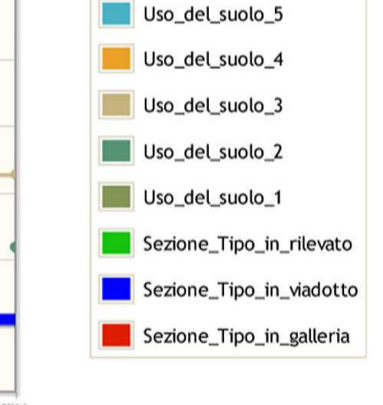 Uso_del_suolo_5
Uso_del_suolo_4
Uso_del_suolo_3
Uso_del_suolo_2
Uso_del_suolo_1
Sezione_Tipo_in_rilevato
Sezione_Tipo_in_viadotto
Sezione_Tipo_in_galleria